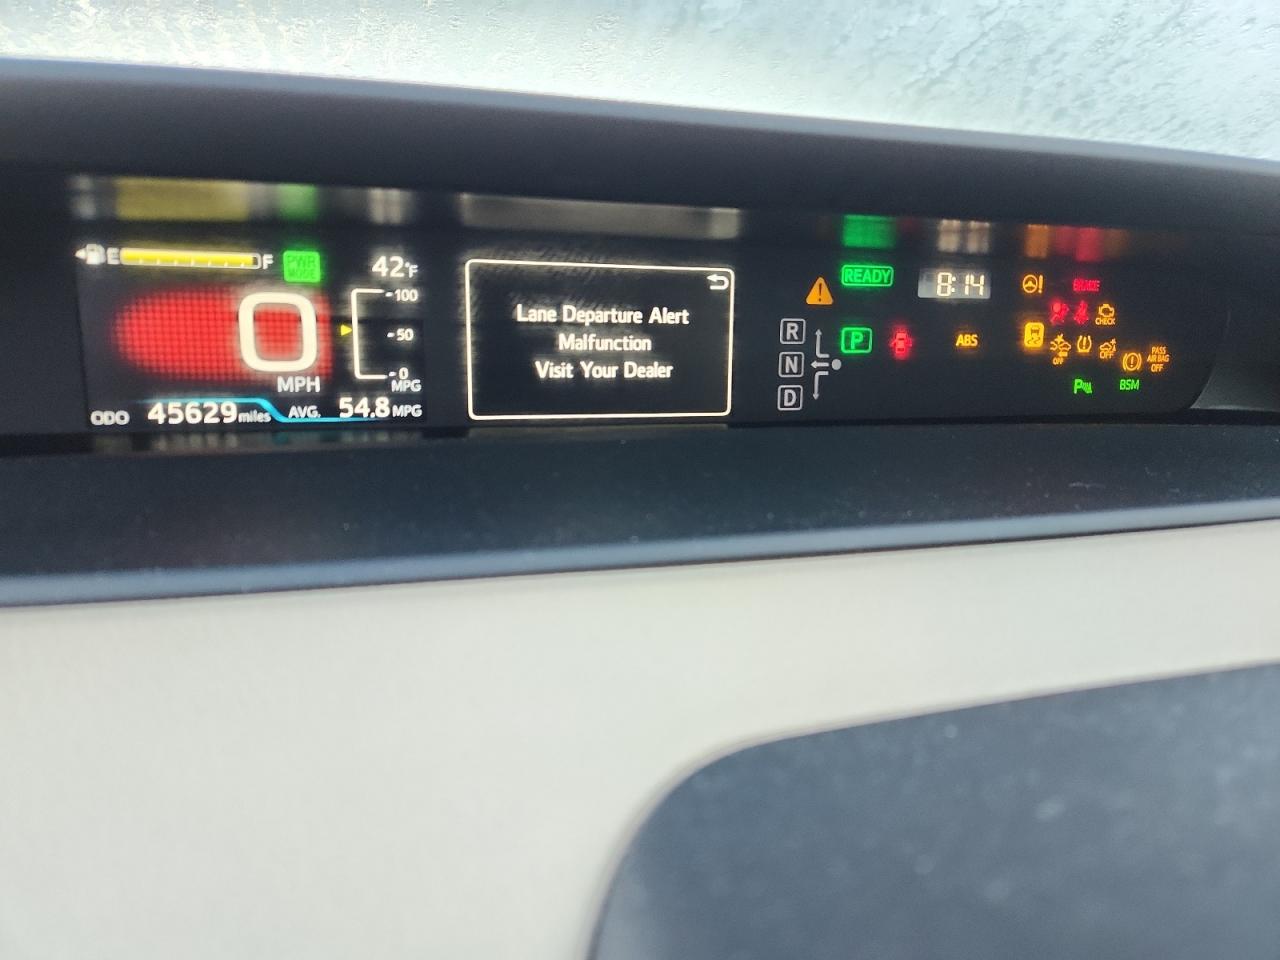 E F
PWR MODE
42°F
100
50
0
MPG
0
MPH
ODO 45629 miles
AVG. 54.8 MPG
Lane Departure Alert
Malfunction
Visit Your Dealer
READY
8:14
R
N
D
P
ABS
BRAKE
CHECK
OFF
OFF
PASS
AIR BAG
OFF
P
BSM